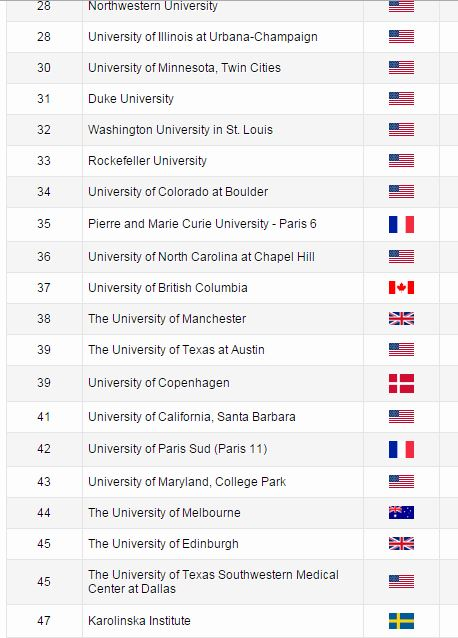 28 Northwestern University
28 University of Illinois at Urbana-Champaign
30 University of Minnesota, Twin Cities
31 Duke University
32 Washington University in St. Louis
33 Rockefeller University
34 University of Colorado at Boulder
35 Pierre and Marie Curie University - Paris 6
36 University of North Carolina at Chapel Hill
37 University of British Columbia
38 The University of Manchester
39 The University of Texas at Austin
39 University of Copenhagen
41 University of California, Santa Barbara
42 University of Paris Sud (Paris 11)
43 University of Maryland, College Park
44 The University of Melbourne
45 The University of Edinburgh
45 The University of Texas Southwestern Medical
Center at Dallas
47 Karolinska Institute